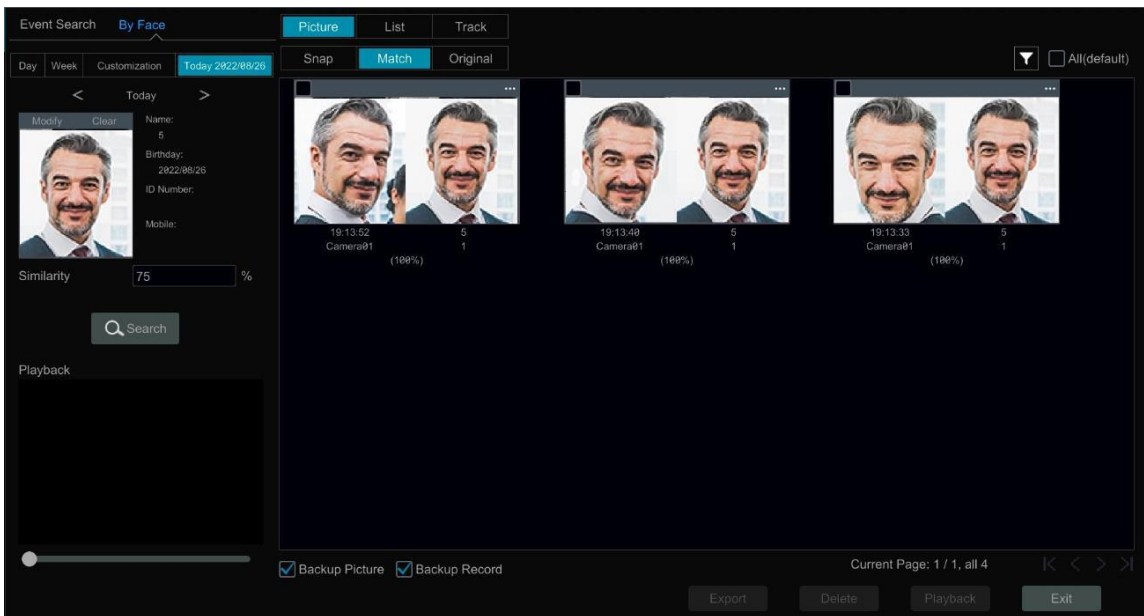 Event Search By Face
Day Week Customization Today 2022/08/26
< Today >
Modify Clear
Name:
5
Birthday:
2022/08/26
ID Number:
Mobile:
Similarity 75 %
Search
Playback
Picture List Track
Snap Match Original
All(default)
19:13:52 5
Camera01 1
(100%)
19:13:40 5
Camera01 1
(100%)
19:13:33 5
Camera01 1
(100%)
Backup Picture Backup Record
Current Page: 1 / 1, all 4
Export Delete Playback Exit